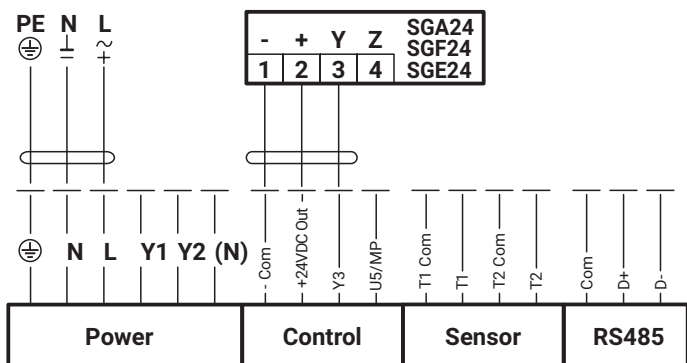 PE N L
- + Y Z
1 2 3 4
SGA24
SGF24
SGE24
N L Y1 Y2 (N)
- Com
+24VDC Out -
Y3
U5/MP
T1 Com
T1
T2 Com
T2
Com
D+
D-
Power
Control
Sensor
RS485